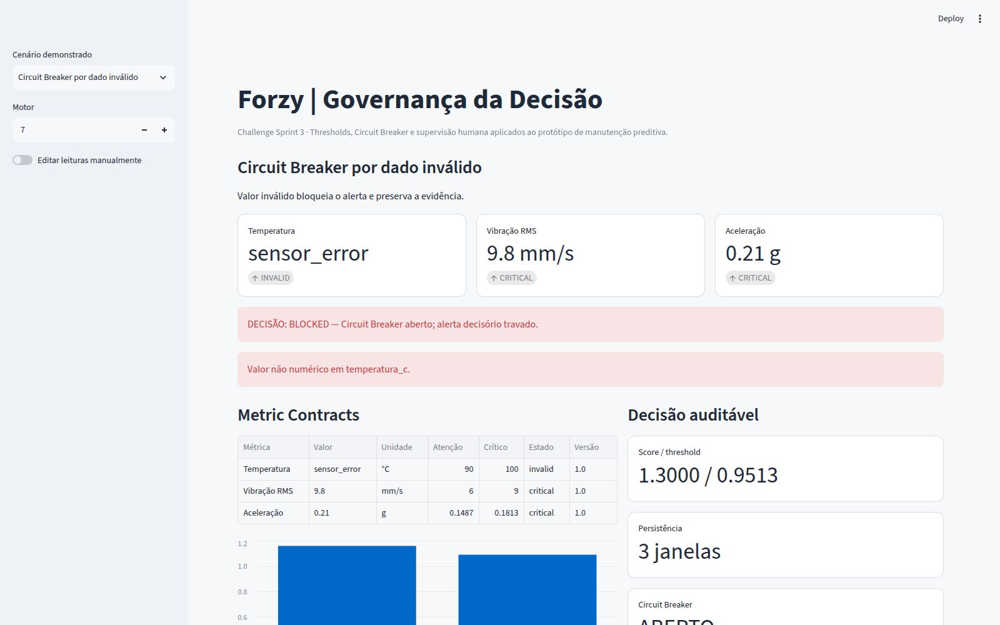 Deploy
Cenário demonstrado
Circuit Breaker por dado inválido
Motor
7
Editar leituras manualmente
Forzy | Governança da Decisão
Challenge Sprint 3 · Thresholds, Circuit Breaker e supervisão humana aplicados ao protótipo de manutenção preditiva.
Circuit Breaker por dado inválido
Valor inválido bloqueia o alerta e preserva a evidência.
Temperatura
sensor_error
↑ INVALID
Vibração RMS
9.8 mm/s
↑ CRITICAL
Aceleração
0.21 g
↑ CRITICAL
DECISÃO: BLOCKED — Circuit Breaker aberto; alerta decisório travado.
Valor não numérico em temperatura_c.
Metric Contracts
Métrica Valor Unidade Atenção Crítico Estado Versão
Temperatura sensor_error °C 90 100 invalid 1.0
Vibração RMS 9.8 mm/s 6 9 critical 1.0
Aceleração 0.21 g 0.1487 0.1813 critical 1.0
1.2
1.0
0.8
0.6
Decisão auditável
Score / threshold
1.3000 / 0.9513
Persistência
3 janelas
Circuit Breaker
ABERTO